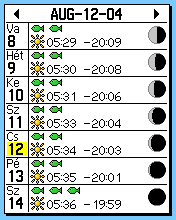 AUG-12-04
Va
8 05:29 -20:09
Hét
9 05:30 -20:08
Ke
10 05:31 -20:06
Sz
11 05:33 -20:04
Cs
12 05:34 -20:03
Pé
13 05:35 -20:01
Sz
14 05:36 -19:59